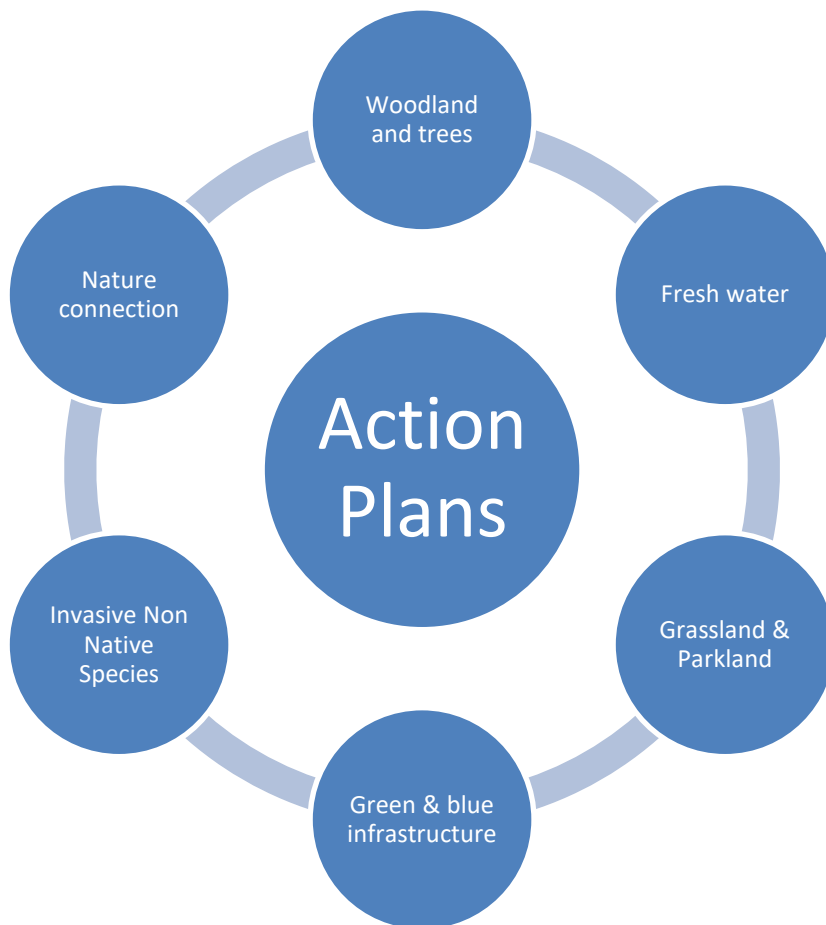 Woodland
and trees
Nature
connection
Fresh water
Action
Plans
Invasive Non
Native
Species
Grassland &
Parkland
Green & blue
infrastructure